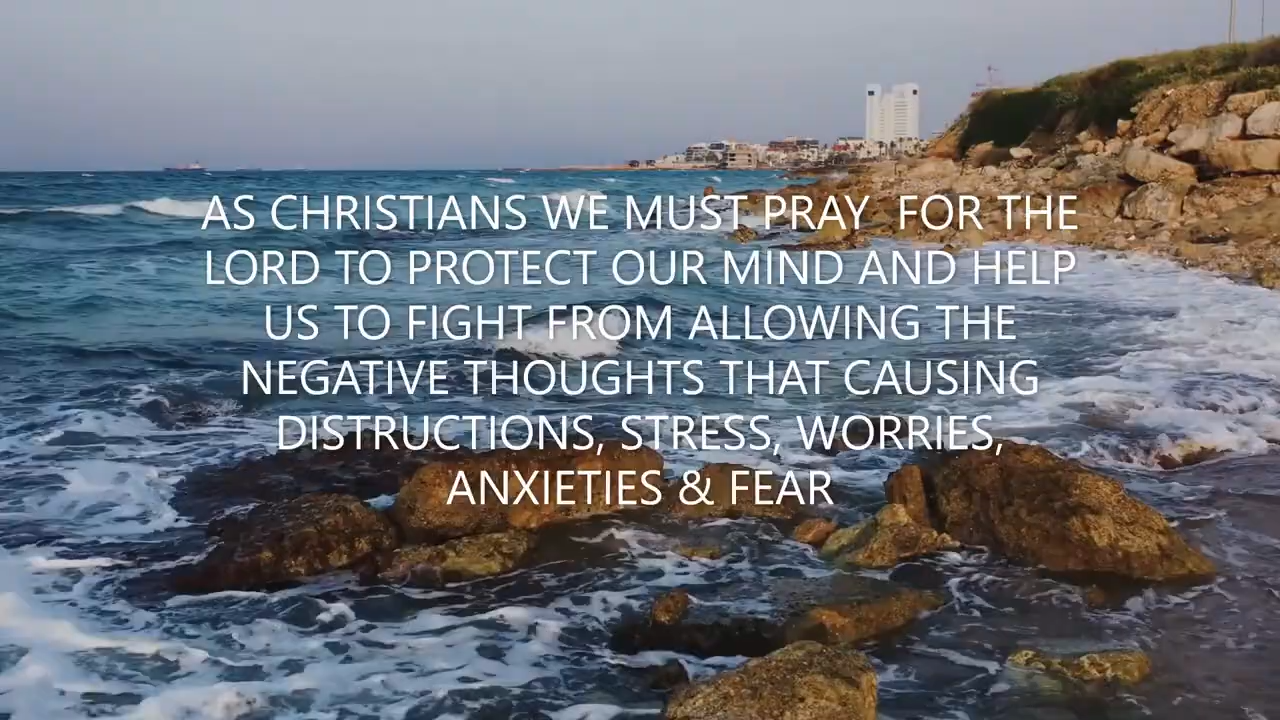 AS CHRISTIANS WE MUST PRAY  FOR THE
LORD TO PROTECT OUR MIND AND HELP
US TO FIGHT FROM ALLOWING THE
NEGATIVE THOUGHTS THAT CAUSING
DISTRUCTIONS, STRESS, WORRIES,
ANXIETIES & FEAR